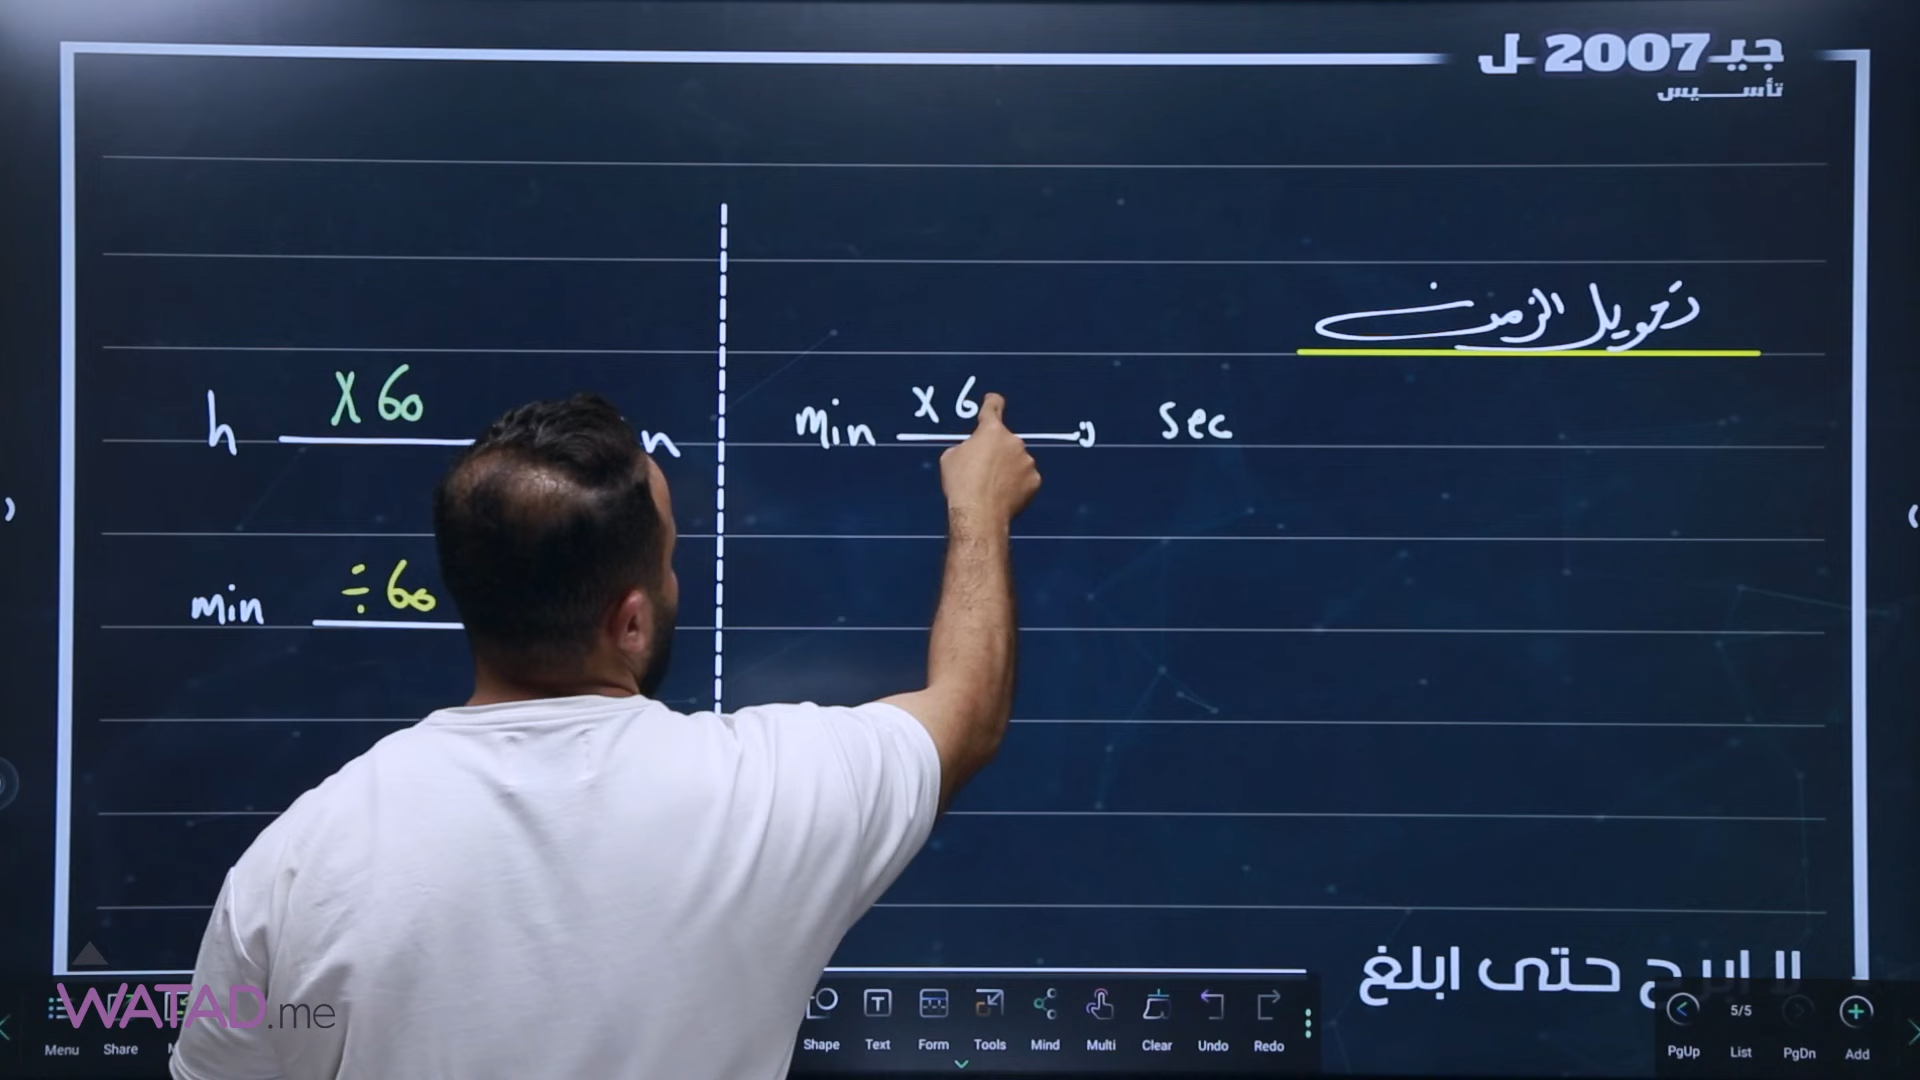 جيـ2007ـل
تأسـيس
تحويل الزمن
h X 60 n
min X 6 sec
min ÷ 60
لا ابرح حتى ابلغ
WATAD.me
Menu Share M Shape Text Form Tools Mind Multi Clear Undo Redo
5/5
PgUp List PgDn Add